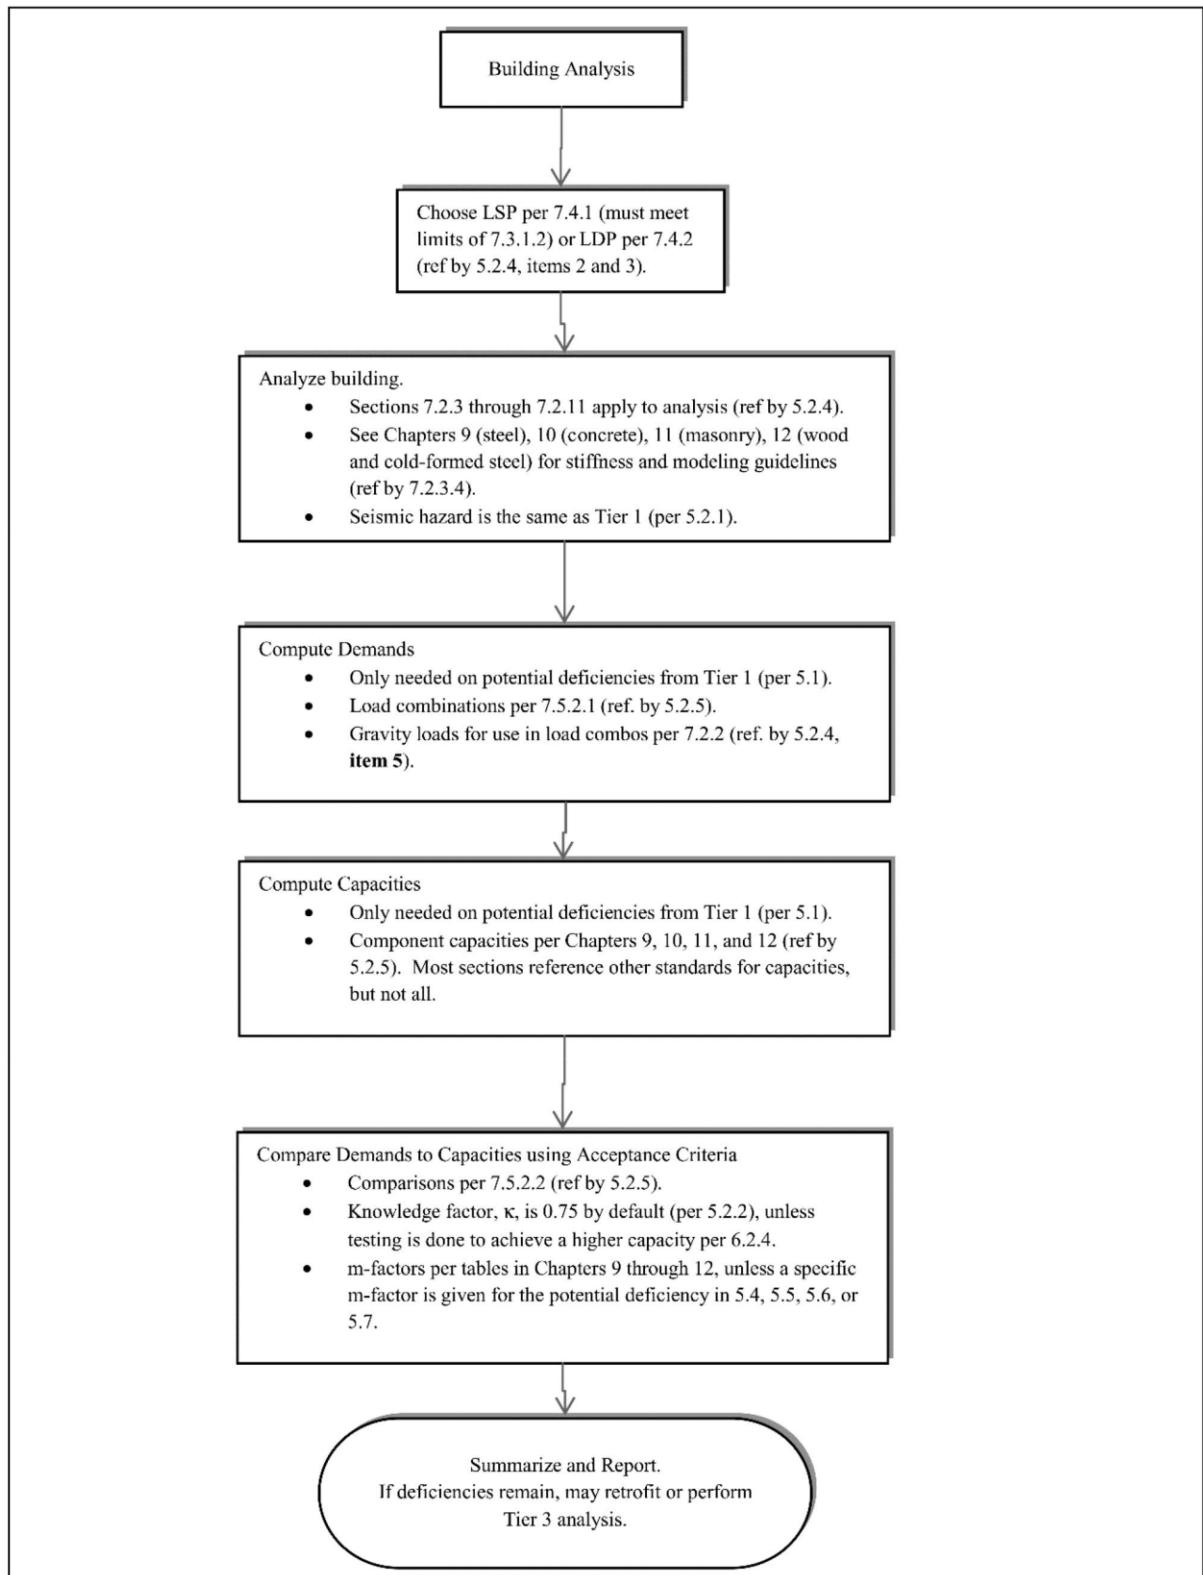 Building Analysis
Choose LSP per 7.4.1 (must meet
limits of 7.3.1.2) or LDP per 7.4.2
(ref by 5.2.4, items 2 and 3).
Analyze building.
• Sections 7.2.3 through 7.2.11 apply to analysis (ref by 5.2.4).
• See Chapters 9 (steel), 10 (concrete), 11 (masonry), 12 (wood
and cold-formed steel) for stiffness and modeling guidelines
(ref by 7.2.3.4).
• Seismic hazard is the same as Tier 1 (per 5.2.1).
Compute Demands
• Only needed on potential deficiencies from Tier 1 (per 5.1).
• Load combinations per 7.5.2.1 (ref. by 5.2.5).
• Gravity loads for use in load combos per 7.2.2 (ref. by 5.2.4,
item 5).
Compute Capacities
• Only needed on potential deficiencies from Tier 1 (per 5.1).
• Component capacities per Chapters 9, 10, 11, and 12 (ref by
5.2.5). Most sections reference other standards for capacities,
but not all.
Compare Demands to Capacities using Acceptance Criteria
• Comparisons per 7.5.2.2 (ref by 5.2.5).
• Knowledge factor, κ, is 0.75 by default (per 5.2.2), unless
testing is done to achieve a higher capacity per 6.2.4.
• m-factors per tables in Chapters 9 through 12, unless a specific
m-factor is given for the potential deficiency in 5.4, 5.5, 5.6, or
5.7.
Summarize and Report.
If deficiencies remain, may retrofit or perform
Tier 3 analysis.